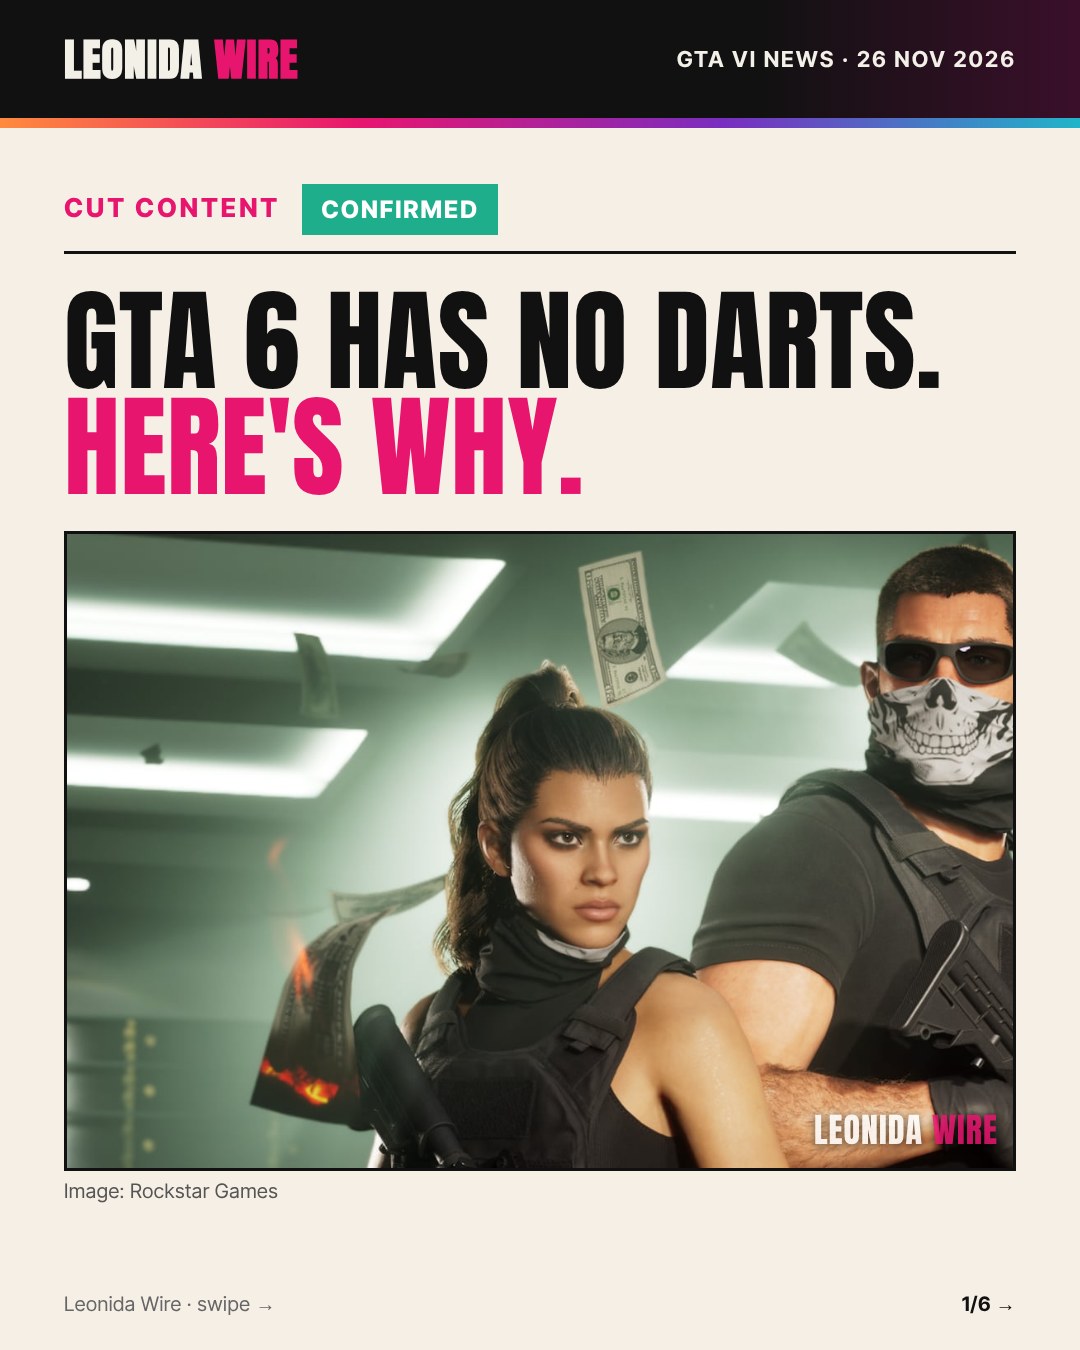 LEONIDA WIRE
GTA VI NEWS · 26 NOV 2026
CUT CONTENT
CONFIRMED
GTA 6 HAS NO DARTS.
HERE'S WHY.
LEONIDA WIRE
Image: Rockstar Games
Leonida Wire · swipe →
1/6 →